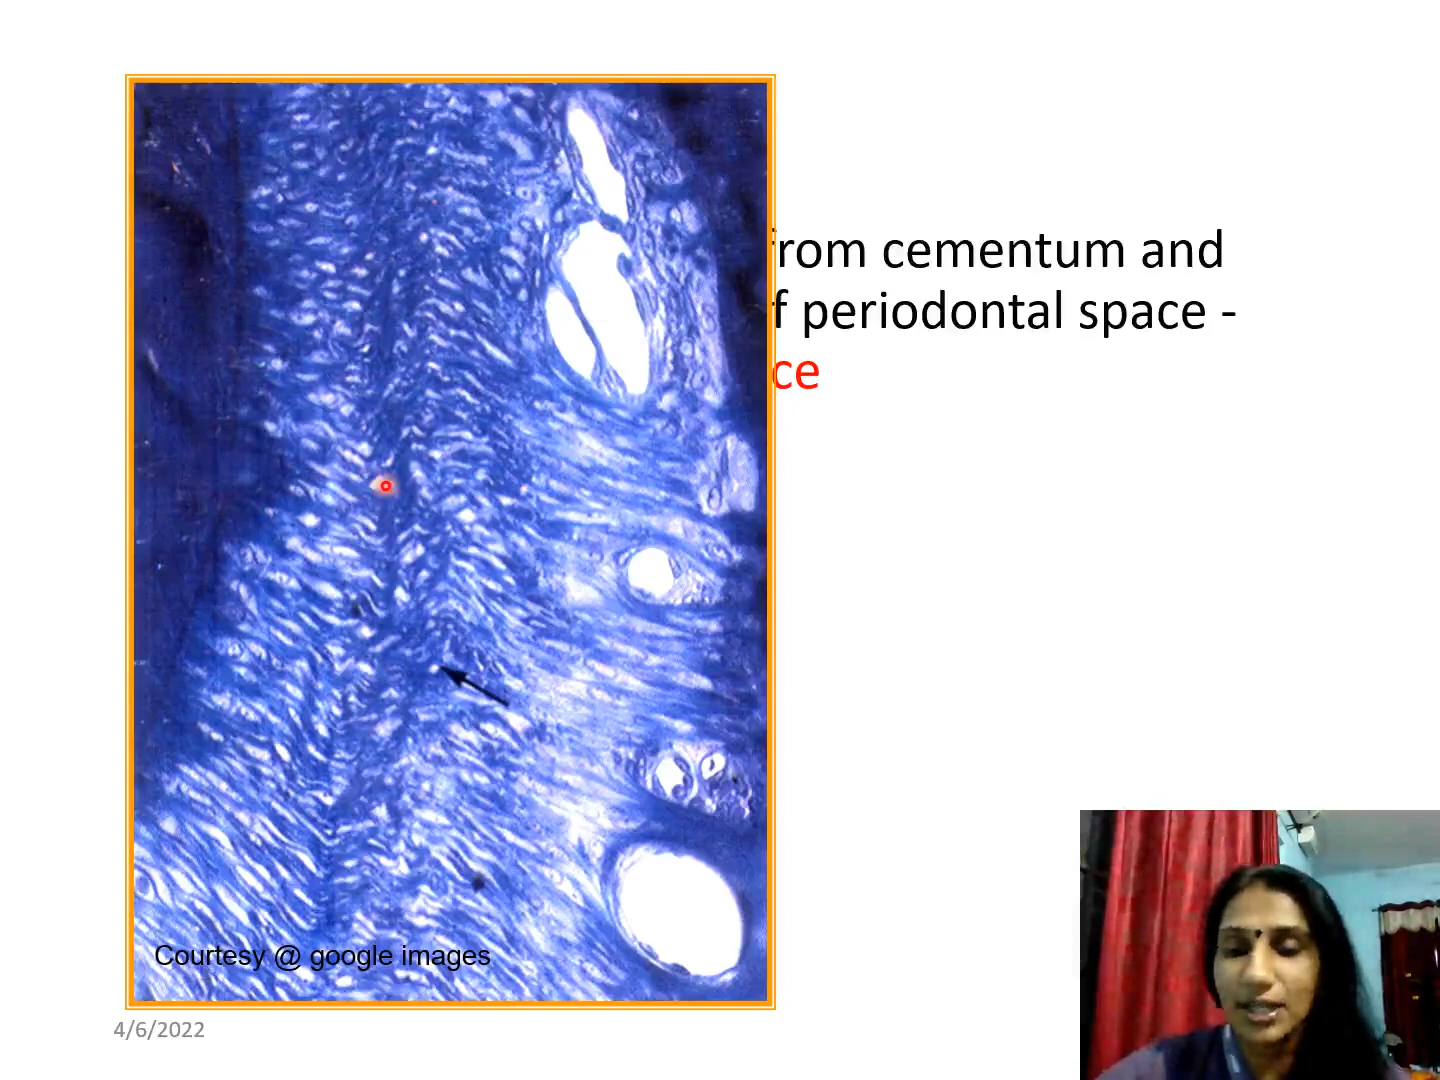 from cementum and
f periodontal space -
ce
Courtesy @ google images
4/6/2022